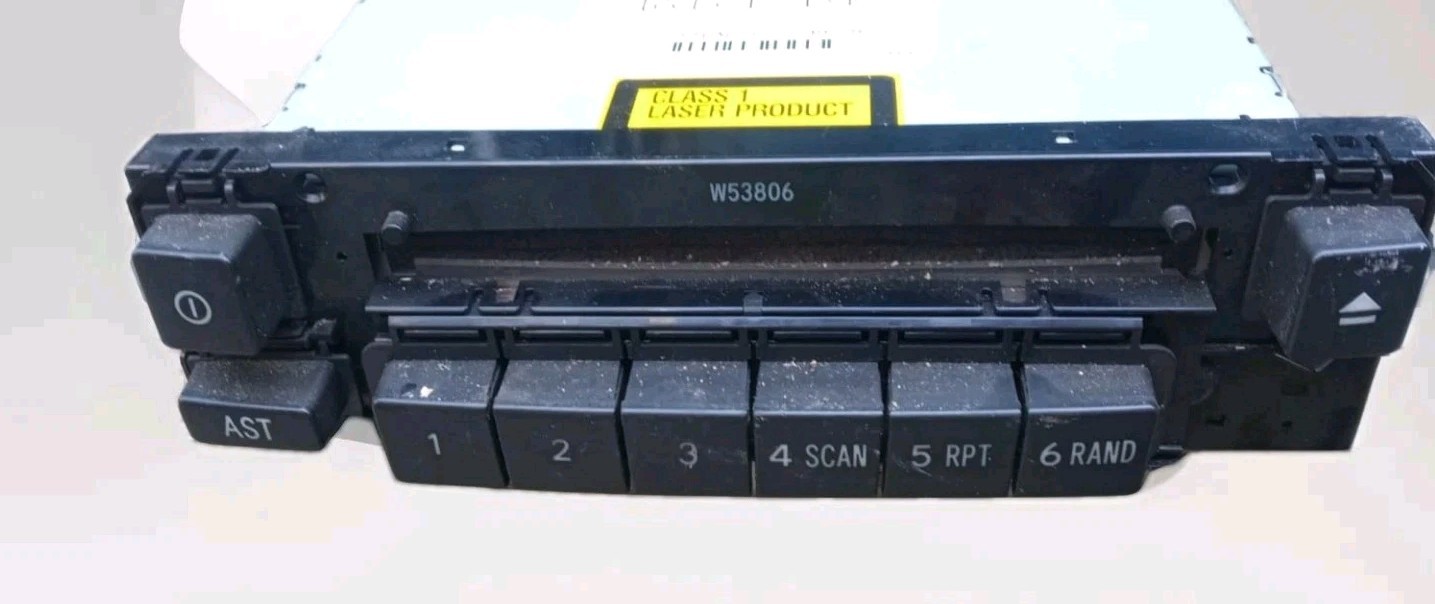 CLASS 1
LASER PRODUCT
W53806
AST
1
2
3
4 SCAN
5 RPT
6 RAND